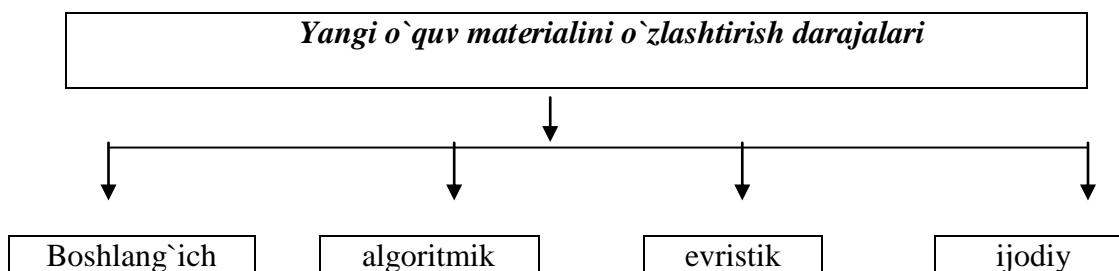 Yangi o`quv materialini o`zlashtirish darajalari
Boshlang`ich
algoritmik
evristik
ijodiy